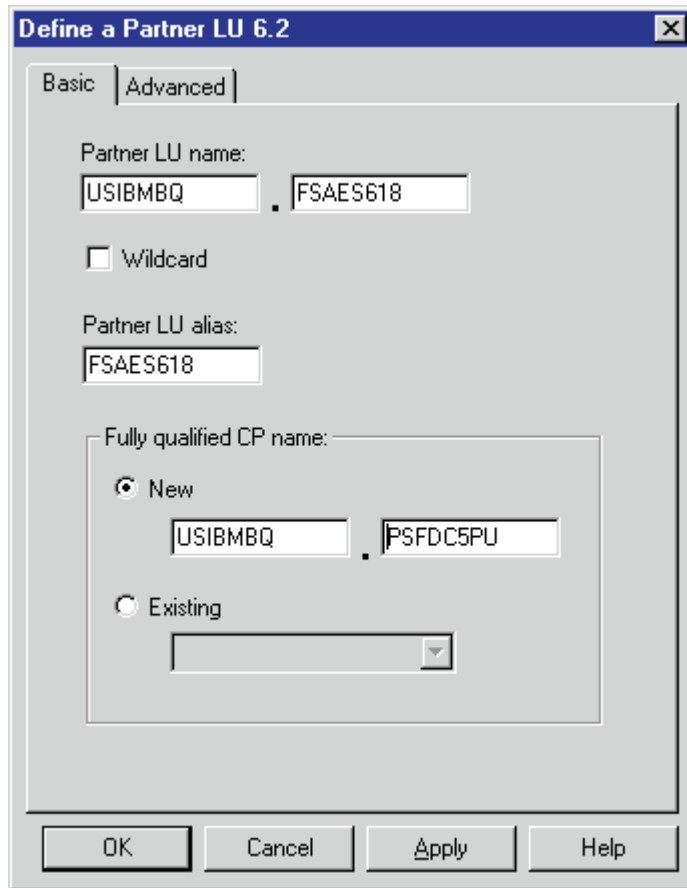 Define a Partner LU 6.2
Basic Advanced
Partner LU name:
USIBMBQ . FSAES618
Wildcard
Partner LU alias:
FSAES618
Fully qualified CP name:
New
USIBMBQ . PSFDC5PU
Existing
OK Cancel Apply Help